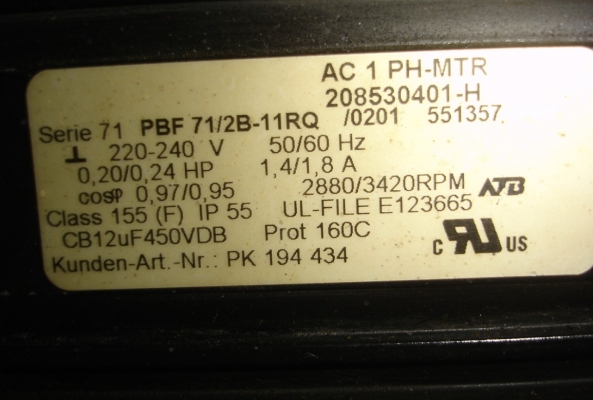 AC 1 PH-MTR
208530401-H
Serie 71 PBF 71/2B-11RQ /0201 551357
⊥ 220-240 V 50/60 Hz
0,20/0,24 HP 1,4/1,8 A
cosφ 0,97/0,95 2880/3420RPM ATB
Class 155 (F) IP 55 UL-FILE E123665
CB12uF450VDB Prot 160C
c RU US
Kunden-Art.-Nr.: PK 194 434